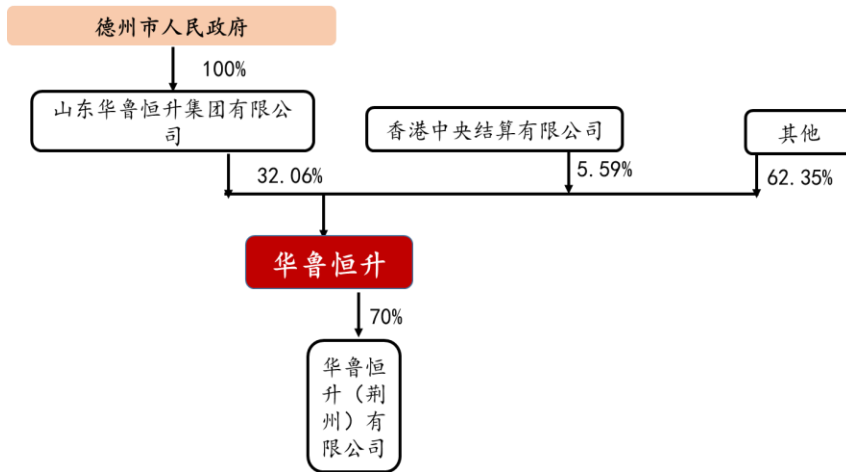 德州市人民政府
100%
山东华鲁恒升集团有限公
司
香港中央结算有限公司
其他
32.06%
5.59%
62.35%
华鲁恒升
70%
华鲁恒
升（荆
州）有
限公司